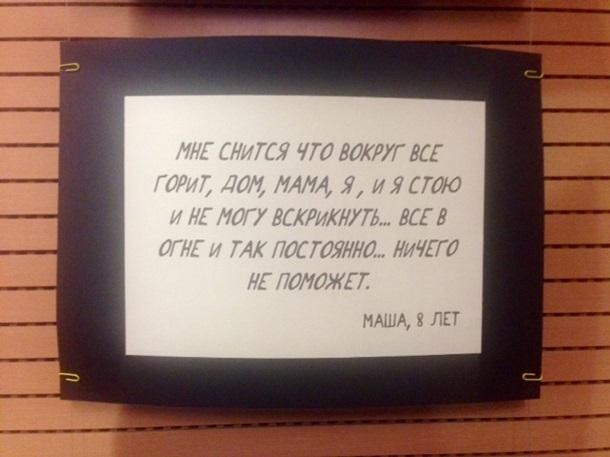 МНЕ СНИТСЯ ЧТО ВОКРУГ ВСЕ
ГОРИТ, ДОМ, МАМА, Я, И Я СТОЮ
И НЕ МОГУ ВСКРИКНУТЬ... ВСЕ В
ОГНЕ И ТАК ПОСТОЯННО... НИЧЕГО
НЕ ПОМОЖЕТ.
МАША, 8 ЛЕТ